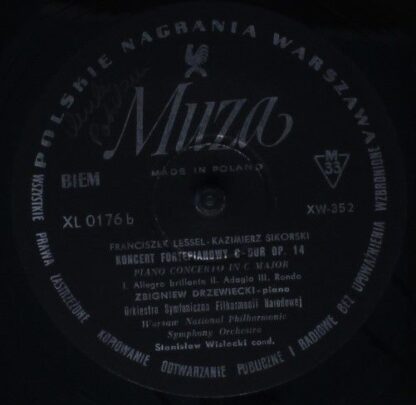 POLSKIE NAGRANIA WARSZAWA
Muza
MADE IN POLAND
BIEM
M
33
XL 0176 b
XW-352
FRANCISZEK LESSEL-KAZIMIERZ SIKORSKI
KONCERT FORTEPIANOWY C-DUR OP. 14
PIANO CONCERTO IN C MAJOR
I. Allegro brillante II. Adagio III. Rondo
ZBIGNIEW DRZEWIECKI-piano
Orkiestra Symfoniczna Filharmonii Narodowej
Warsaw National Philharmonic
Symphony Orchestra
Stanisław Wisłocki cond.
WSZYSTKIE PRAWA ZASTRZEŻONE KOPIOWANIE ODTWARZANIE PUBLICZNE I RADIOWE BEZ UPOWAŻNIENIA WZBRONIONE